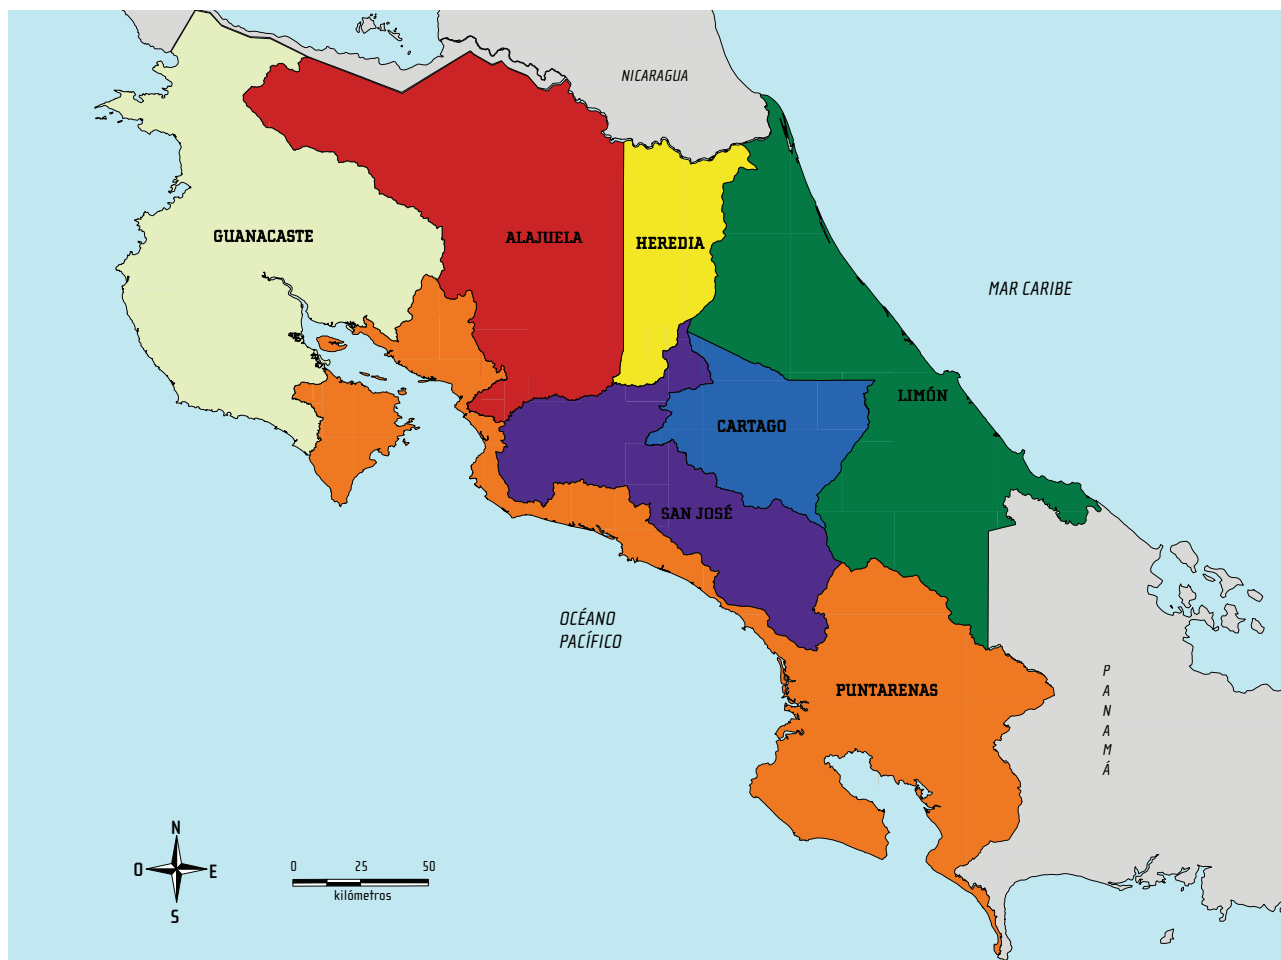 NICARAGUA
GUANACASTE
ALAJUELA
HEREDIA
MAR CARIBE
LIMÓN
CARTAGO
SAN JOSÉ
OCÉANO
PACÍFICO
PUNTARENAS
P
A
N
A
M
Á
N
O
E
S
0 25 50
kilómetros